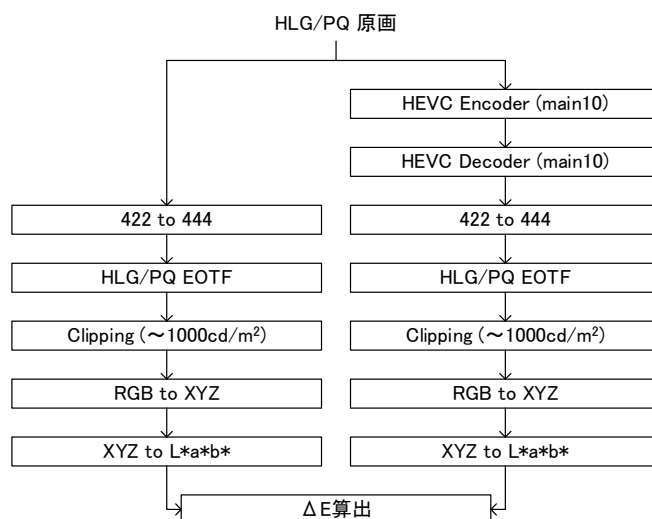 HLG/PQ 原画
HEVC Encoder (main10)
HEVC Decoder (main10)
422 to 444
422 to 444
HLG/PQ EOTF
HLG/PQ EOTF
Clipping (～1000cd/m²)
Clipping (～1000cd/m²)
RGB to XYZ
RGB to XYZ
XYZ to L*a*b*
XYZ to L*a*b*
ΔE算出